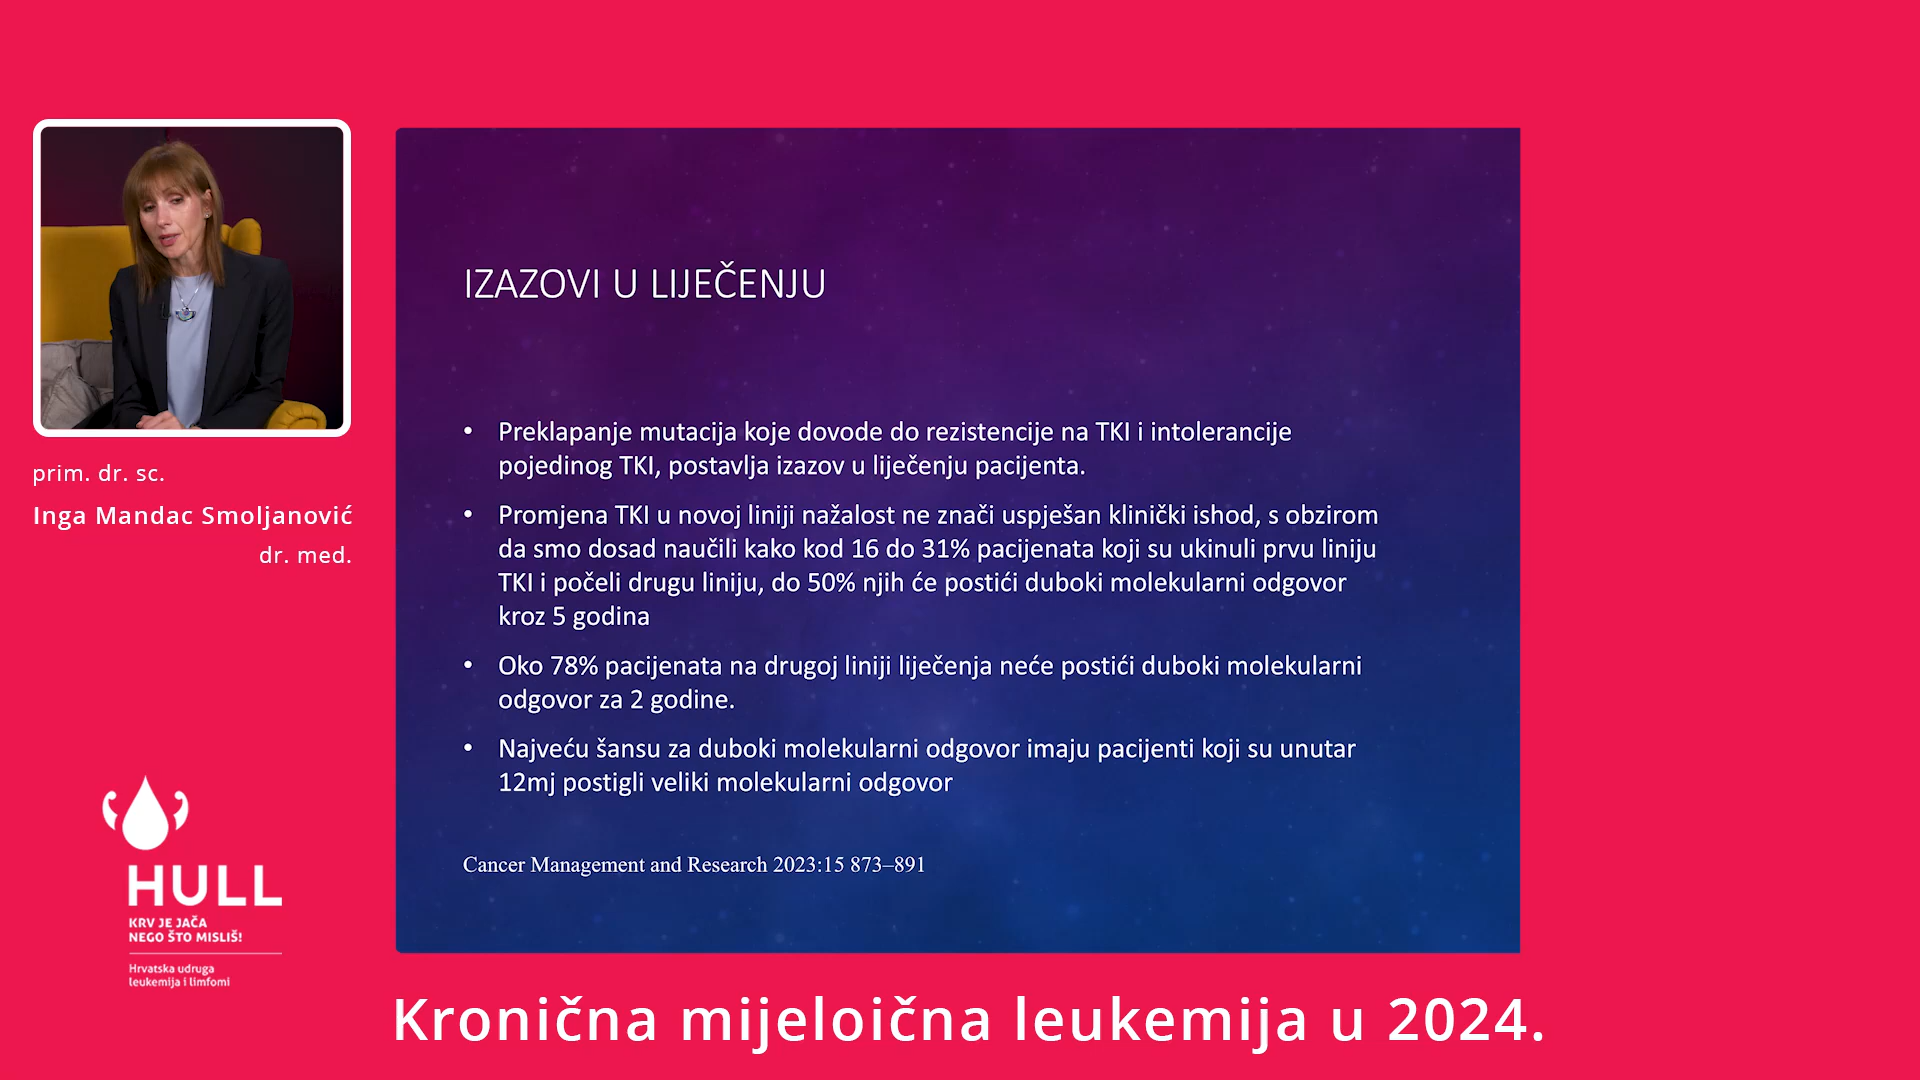 prim. dr. sc.
Inga Mandac Smoljanović
dr. med.
HULL
KRV JE JAČA
NEGO ŠTO MISLIŠ!
Hrvatska udruga
leukemija i limfomi
IZAZOVI U LIJEČENJU
• Preklapanje mutacija koje dovode do rezistencije na TKI i intolerancije
pojedinog TKI, postavlja izazov u liječenju pacijenta.
• Promjena TKI u novoj liniji nažalost ne znači uspješan klinički ishod, s obzirom
da smo dosad naučili kako kod 16 do 31% pacijenata koji su ukinuli prvu liniju
TKI i počeli drugu liniju, do 50% njih će postići duboki molekularni odgovor
kroz 5 godina
• Oko 78% pacijenata na drugoj liniji liječenja neće postići duboki molekularni
odgovor za 2 godine.
• Najveću šansu za duboki molekularni odgovor imaju pacijenti koji su unutar
12mj postigli veliki molekularni odgovor
Cancer Management and Research 2023:15 873–891
Kronična mijeloična leukemija u 2024.